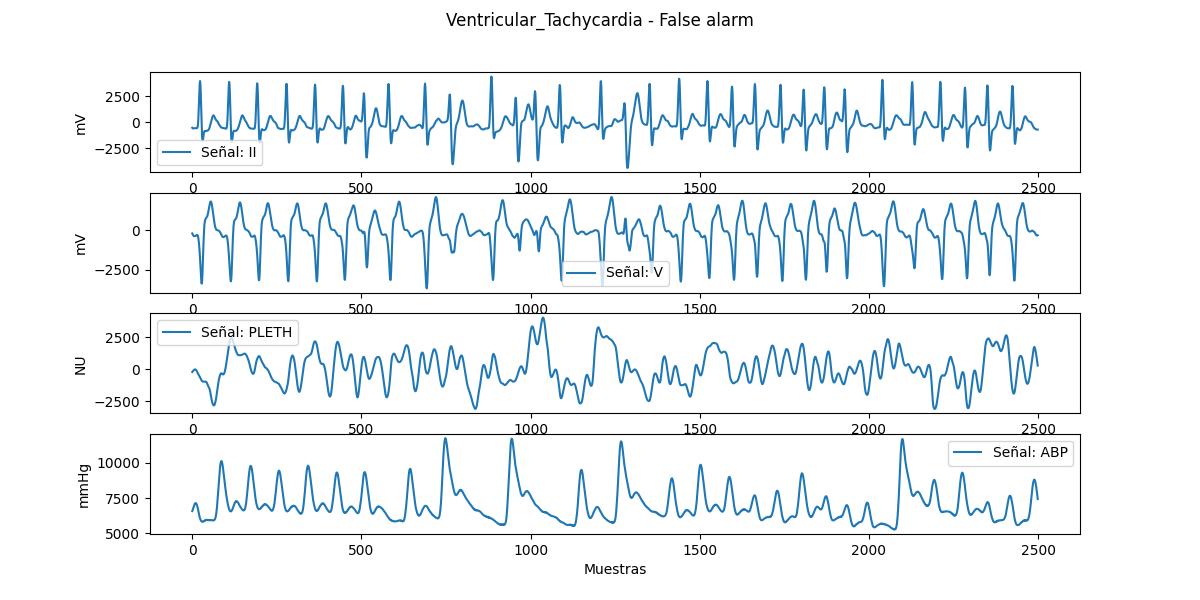 Ventricular_Tachycardia - False alarm
2500
0
−2500
mV
Señal: II
0 500 1000 1500 2000 2500
0
−2500
mV
Señal: V
0 500 1000 1500 2000 2500
2500
0
−2500
NU
Señal: PLETH
0 500 1000 1500 2000 2500
10000
7500
5000
mmHg
Señal: ABP
0 500 1000 1500 2000 2500
Muestras